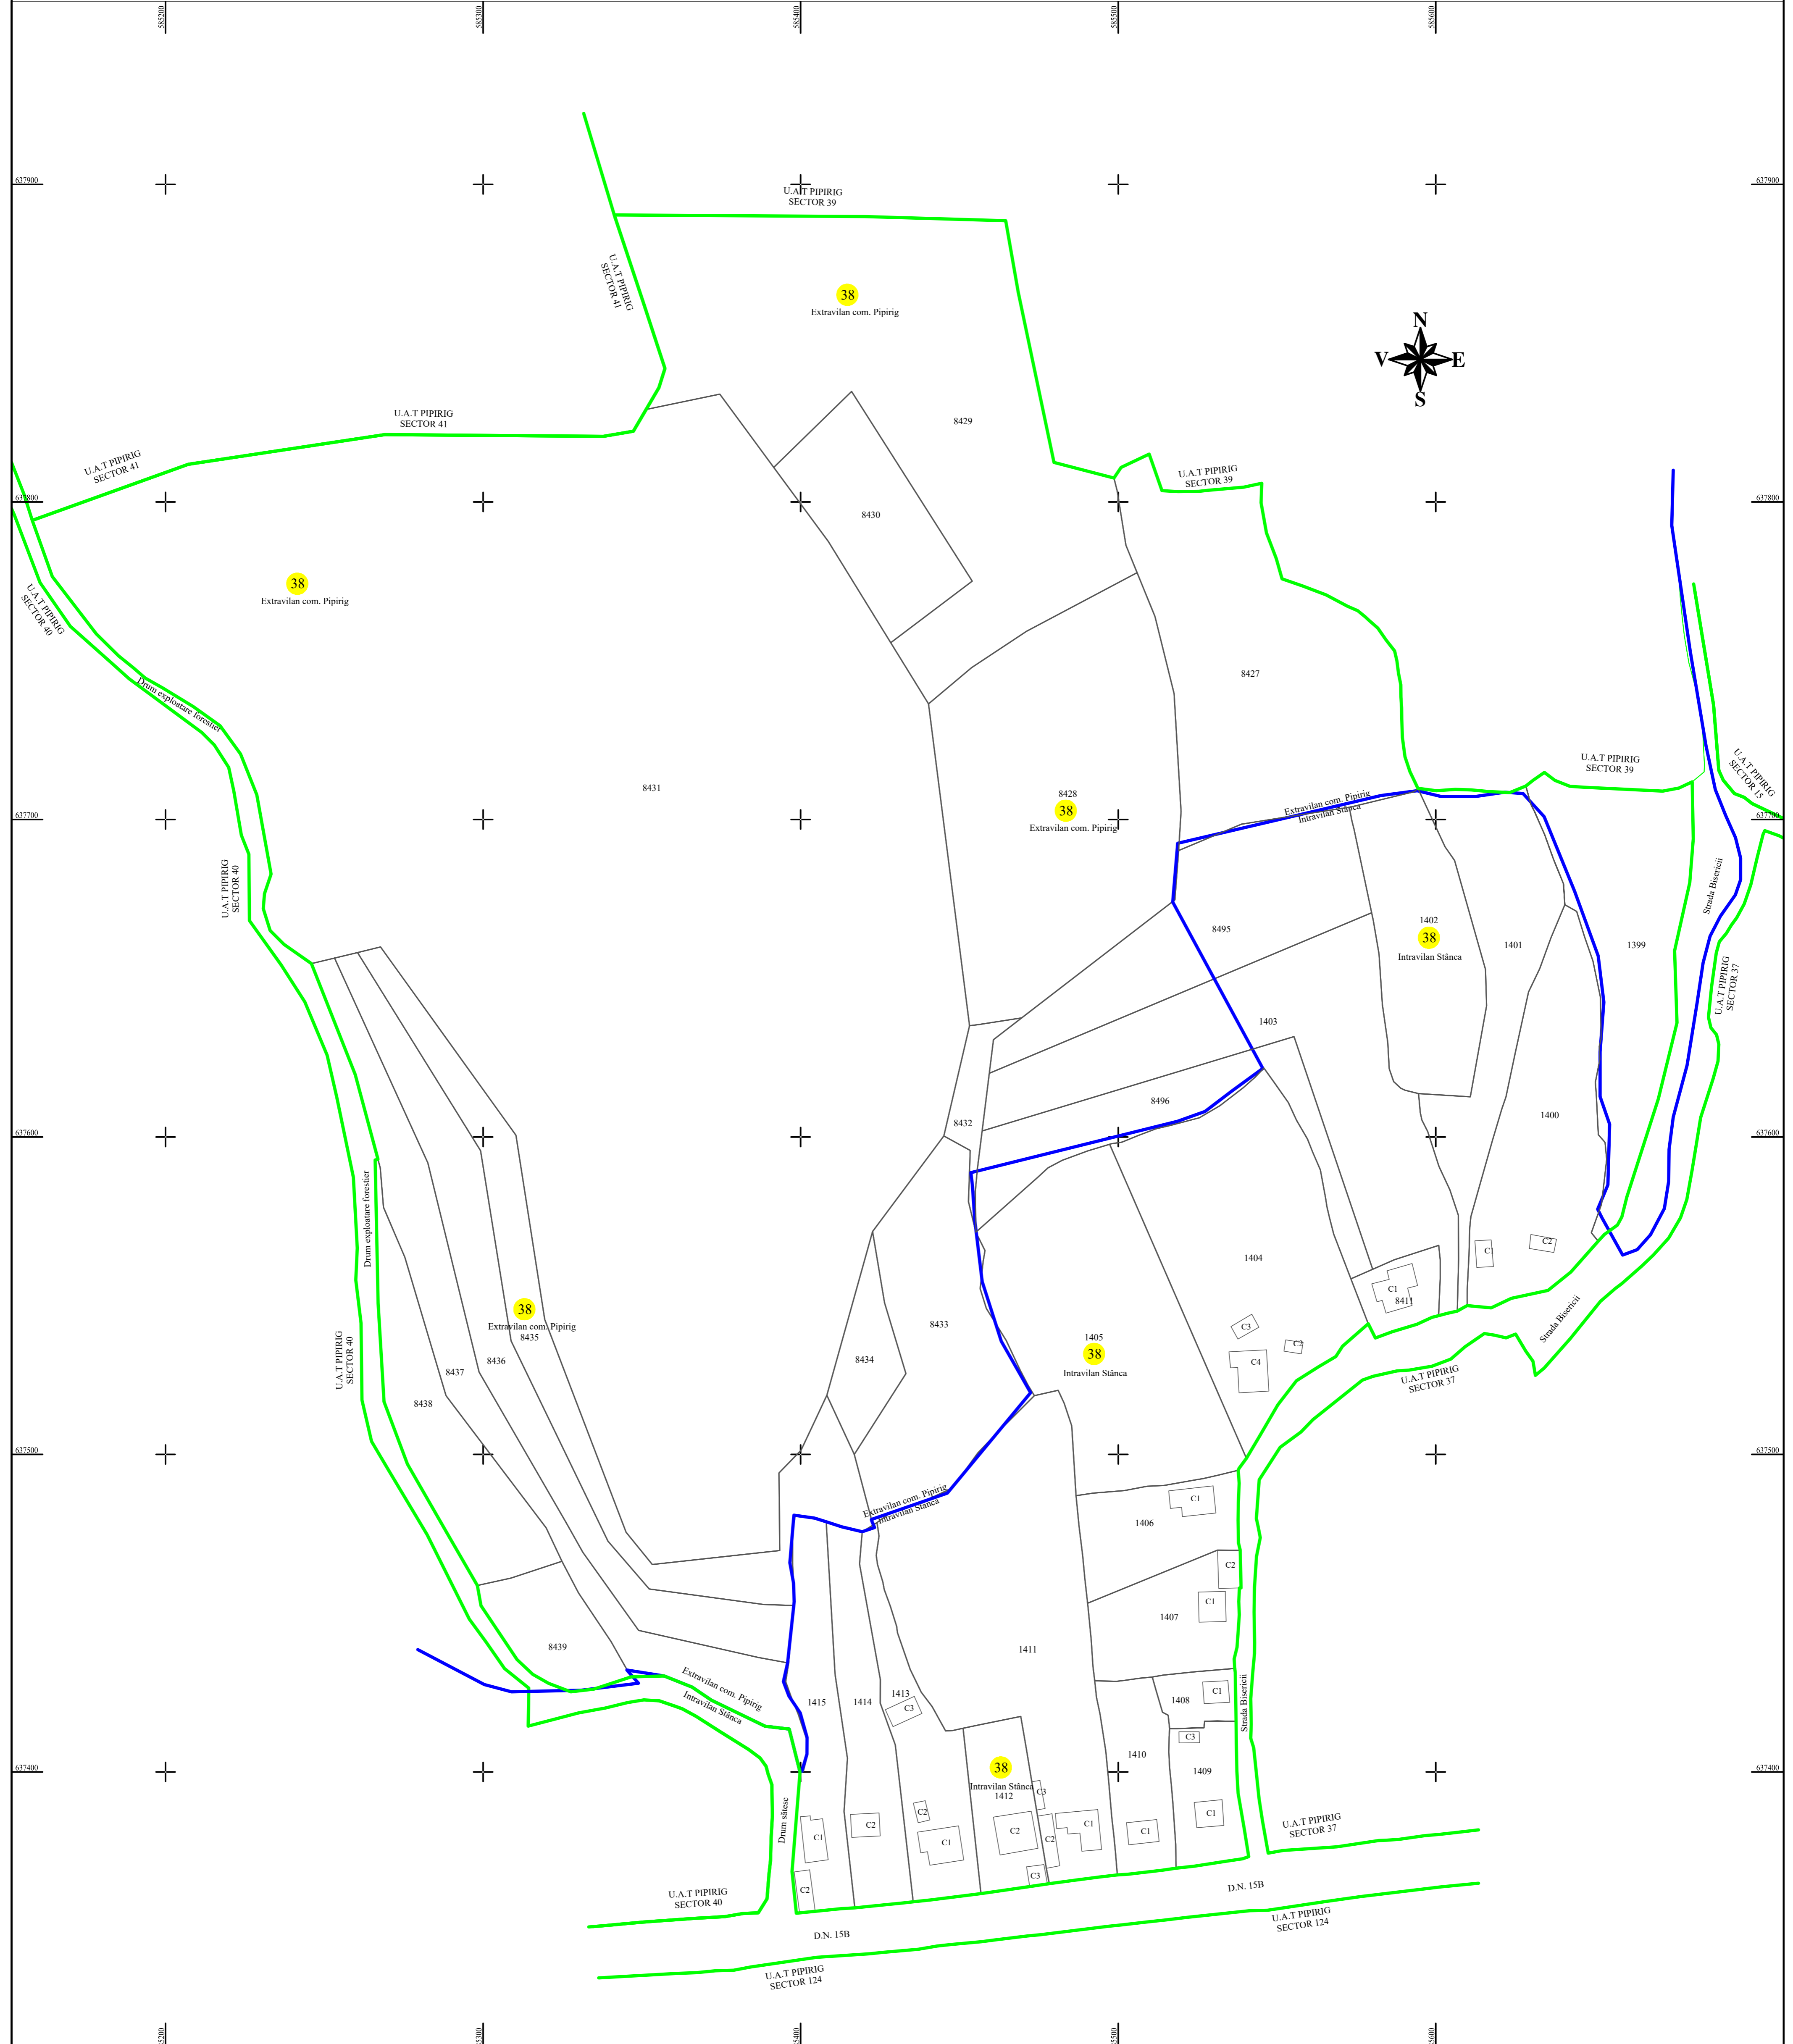 585200
585300
585400
585500
585600
637900
637900
U.A.T PIPIRIG
SECTOR 39
U.A.T PIPIRIG
SECTOR 41
38
Extravilan com. Pipirig
N
V
E
S
U.A.T PIPIRIG
SECTOR 41
8429
U.A.T PIPIRIG
SECTOR 41
U.A.T PIPIRIG
SECTOR 39
637800
637800
8430
38
Extravilan com. Pipirig
U.A.T PIPIRIG
SECTOR 40
8427
Drum exploatare forestier
U.A.T PIPIRIG
SECTOR 39
U.A.T PIPIRIG
SECTOR 15
8431
8428
38
Extravilan com. Pipirig
Extravilan com. Pipirig
Intravilan Stânca
637700
637700
U.A.T PIPIRIG
SECTOR 40
Strada Bisericii
8495
1402
38
Intravilan Stânca
1401
1399
U.A.T PIPIRIG
SECTOR 37
1403
8496
8432
1400
637600
637600
Drum exploatare forestier
C1
C2
1404
C1
8411
38
Extravilan com. Pipirig
8435
8433
C3
C2
C4
1405
38
Intravilan Stânca
Strada Bisericii
U.A.T PIPIRIG
SECTOR 40
8434
8436
8437
8438
U.A.T PIPIRIG
SECTOR 37
637500
637500
Extravilan com. Pipirig
Intravilan Stânca
C1
1406
C2
C1
1407
8439
1411
Extravilan com. Pipirig
Intravilan Stânca
1415
1414
1413
C3
1408
C1
Strada Bisericii
C3
1410
1409
38
Intravilan Stânca
1412
637400
637400
C3
Drum sătesc
C1
C2
C2
C1
C2
C2
C1
C1
C1
C3
C2
U.A.T PIPIRIG
SECTOR 37
U.A.T PIPIRIG
SECTOR 40
D.N. 15B
U.A.T PIPIRIG
SECTOR 124
D.N. 15B
U.A.T PIPIRIG
SECTOR 124